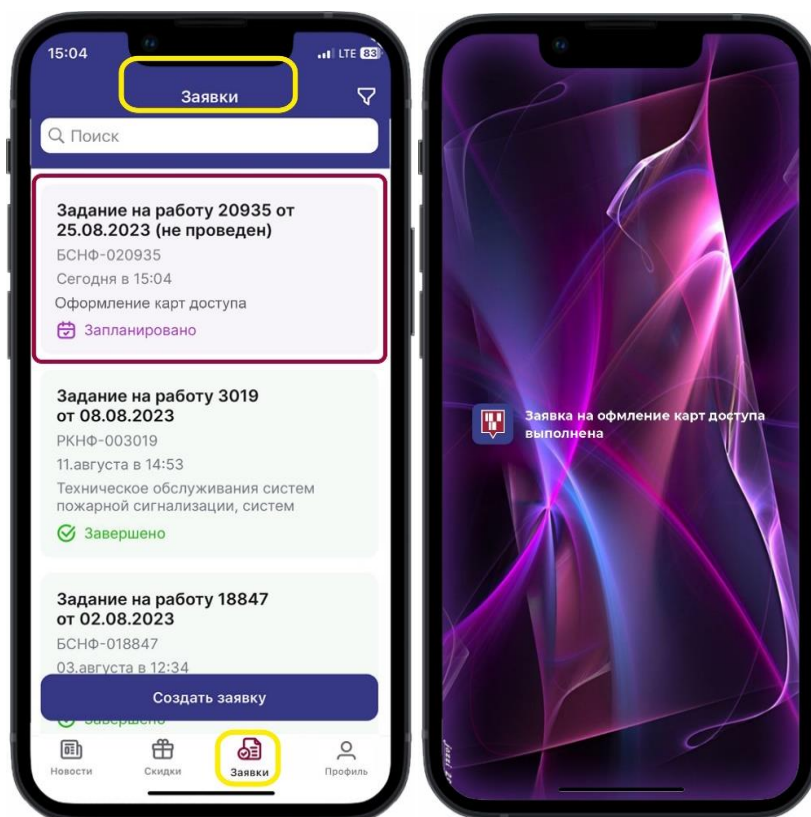 15:04
LTE 83
Заявки
Поиск
Задание на работу 20935 от
25.08.2023 (не проведен)
БСНФ-020935
Сегодня в 15:04
Оформление карт доступа
Запланировано
Задание на работу 3019
от 08.08.2023
РКНФ-003019
11.августа в 14:53
Техническое обслуживания систем
пожарной сигнализации, систем
Завершено
Задание на работу 18847
от 02.08.2023
БСНФ-018847
03.августа в 12:34
Создать заявку
Завершено
Новости
Скидки
Заявки
Профиль
Заявка на офмление карт доступа
выполнена